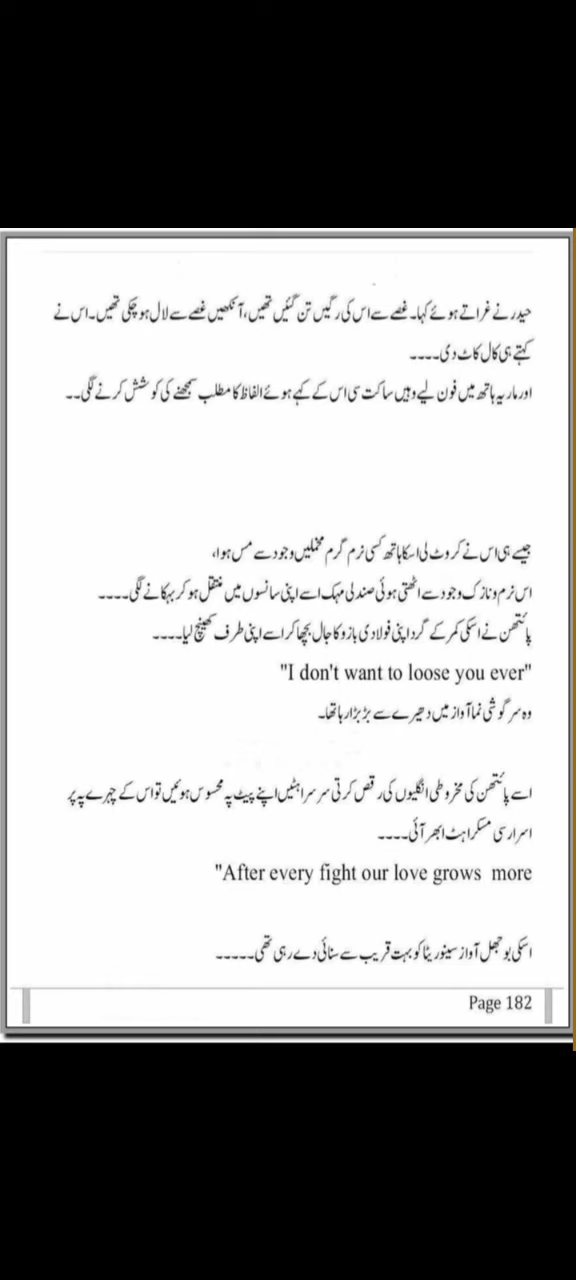 حیدر نے غراتے ہوئے کہا۔ غصے سے اس کی رگیں تن گئیں تھیں، آنکھیں غصے سے لال ہو چکی تھیں۔ اس نے
کہتے ہی کال کاٹ دی۔۔۔۔
اور ماریہ ہاتھ میں فون لیے وہیں ساکت سی اس کے کہے ہوئے الفاظ کا مطلب سمجھنے کی کوشش کرنے لگی۔۔
جیسے ہی اس نے کروٹ لی اسکا ہاتھ کسی نرم گرم مخملیں وجود سے مس ہوا،
اس نرم و نازک وجود سے اٹھتی ہوئی صندلی مہک اسے اپنی سانسوں میں منتقل ہو کر بہکانے لگی۔۔۔۔
پائتھن نے اسکی کمر کے گرد اپنی فولادی بازو کا جال بچھا کر اسے اپنی طرف کھینچ لیا۔۔۔۔
"I don't want to loose you ever"
وہ سرگوشی نما آواز میں دھیرے سے بڑبڑا رہا تھا۔
اسے پائتھن کی مخروطی انگلیوں کی رقص کرتی سرسراہٹیں اپنے پیٹ پہ محسوس ہوئیں تو اس کے چہرے پہ پر
اسرار سی مسکراہٹ ابھر آئی۔۔۔۔
"After every fight our love grows more
اسکی بوجھل آواز سینوریٹا کو بہت قریب سے سنائی دے رہی تھی۔۔۔۔۔
Page 182